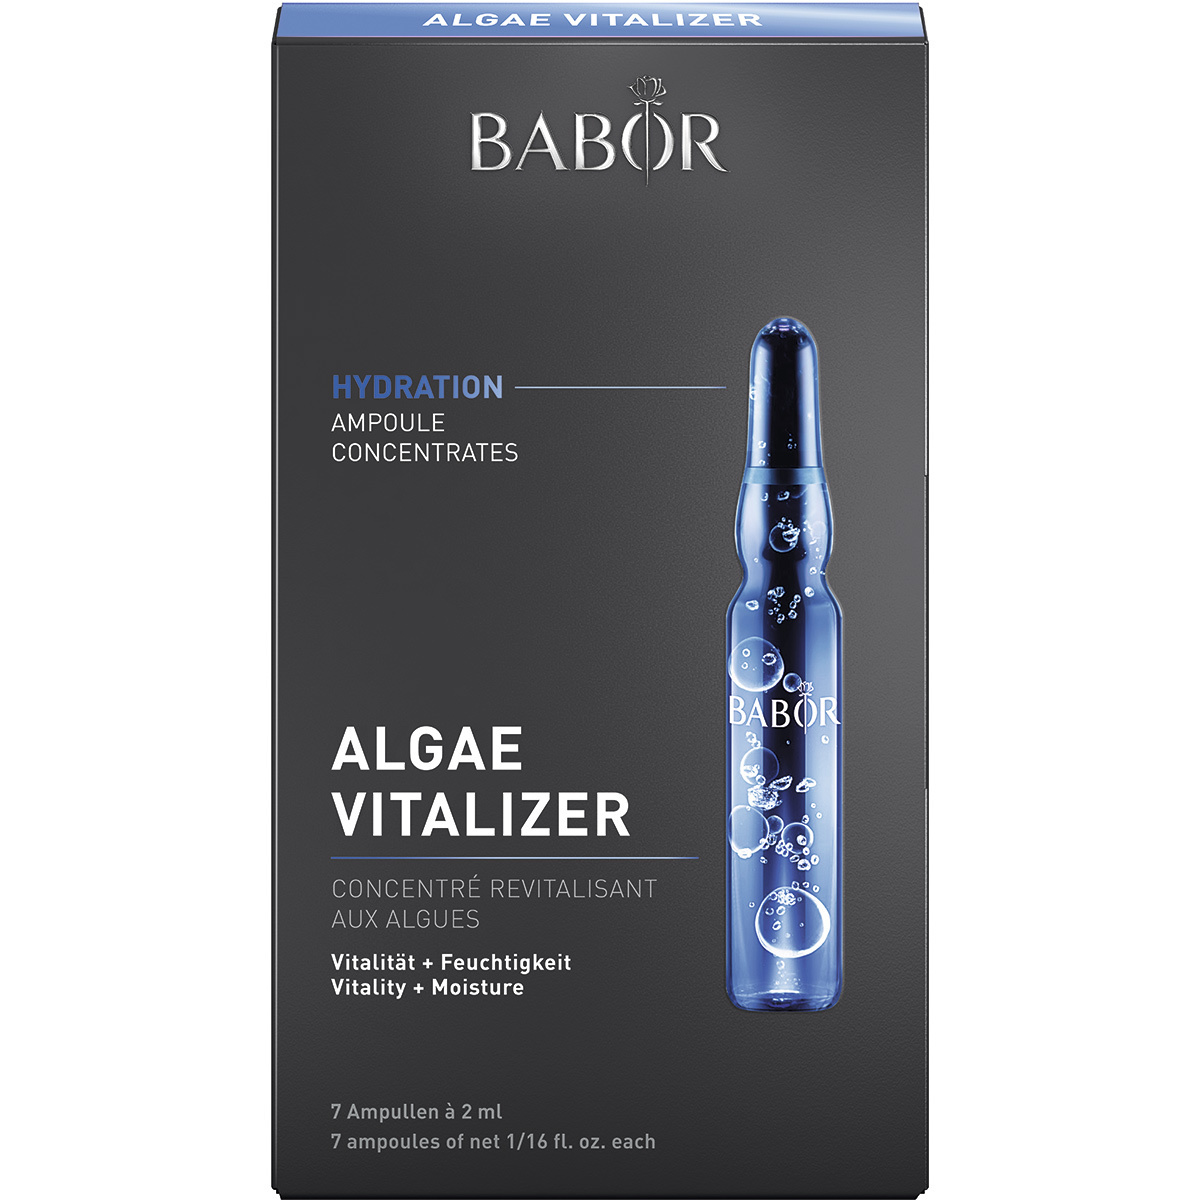 ALGAE VITALIZER
BABOR
HYDRATION
AMPOULE
CONCENTRATES
BABOR
ALGAE
VITALIZER
CONCENTRÉ REVITALISANT
AUX ALGUES
Vitalität + Feuchtigkeit
Vitality + Moisture
7 Ampullen à 2 ml
7 ampoules of net 1/16 fl. oz. each